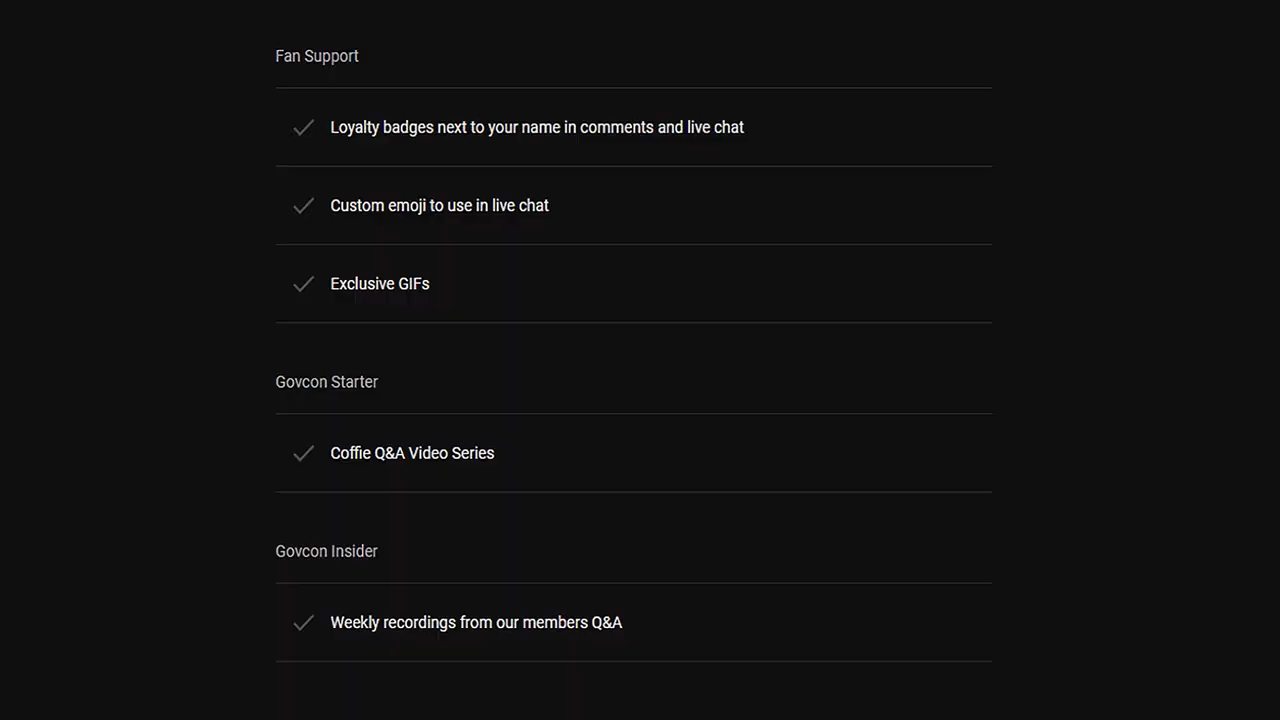 Fan Support
Loyalty badges next to your name in comments and live chat
Custom emoji to use in live chat
Exclusive GIFs
Govcon Starter
Coffie Q&A Video Series
Govcon Insider
Weekly recordings from our members Q&A